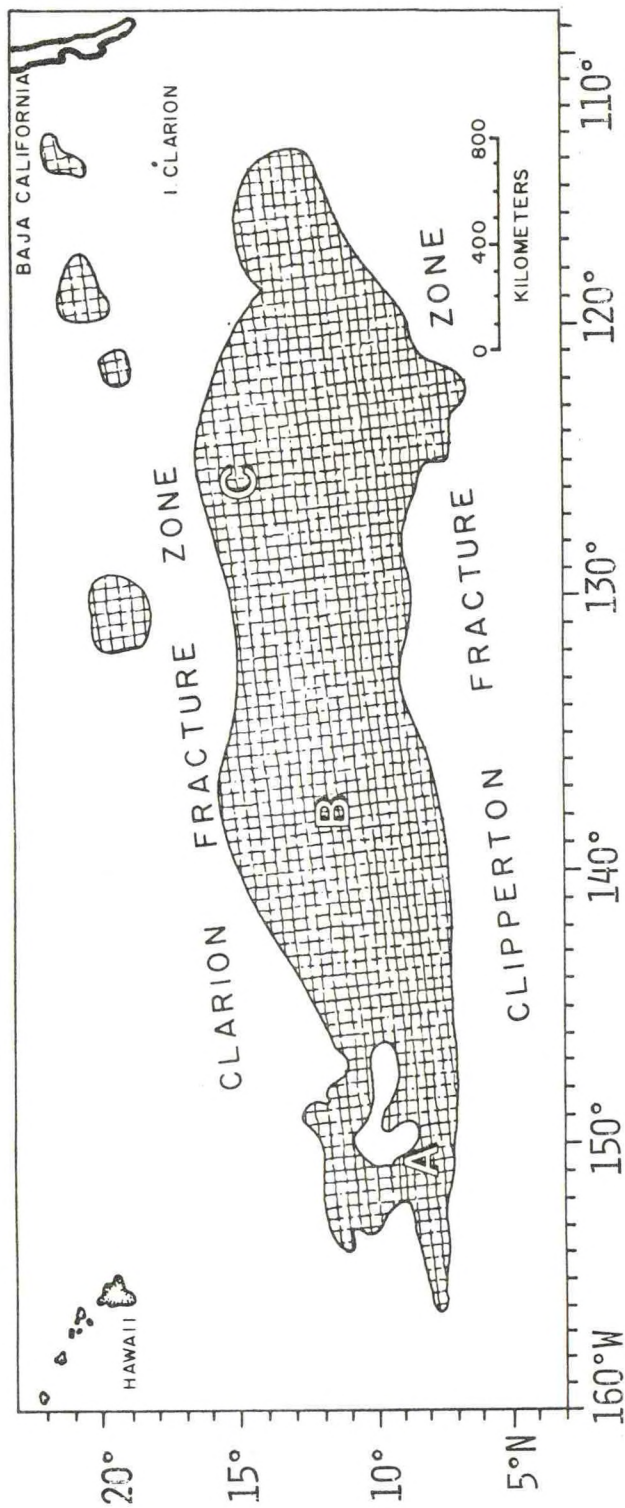 BAJA CALIFORNIA
HAWAII
I. CLARION
CLARION FRACTURE ZONE
A
B
C
CLIPPERTON FRACTURE ZONE
0 400 800
KILOMETERS
20°
15°
10°
5°N
160°W 150° 140° 130° 120° 110°